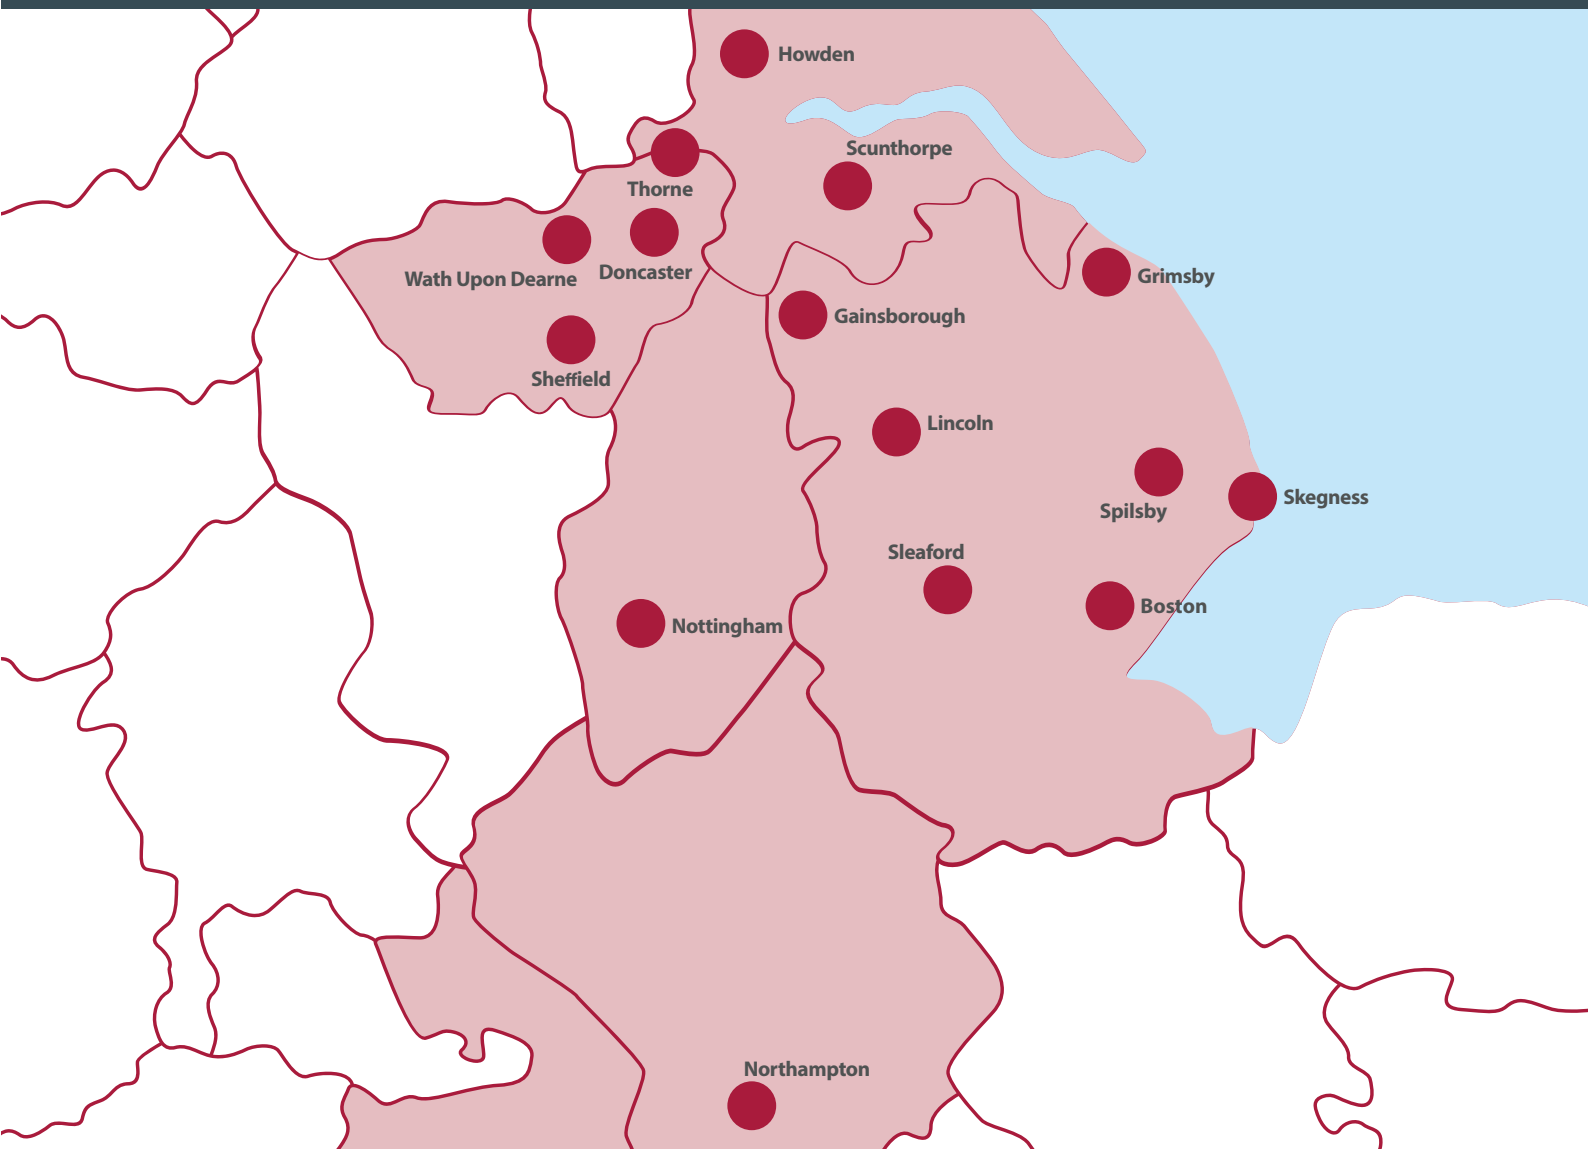 Howden
Scunthorpe
Thorne
Wath Upon Dearne
Doncaster
Grimsby
Gainsborough
Sheffield
Lincoln
Spilsby
Skegness
Sleaford
Boston
Nottingham
Northampton